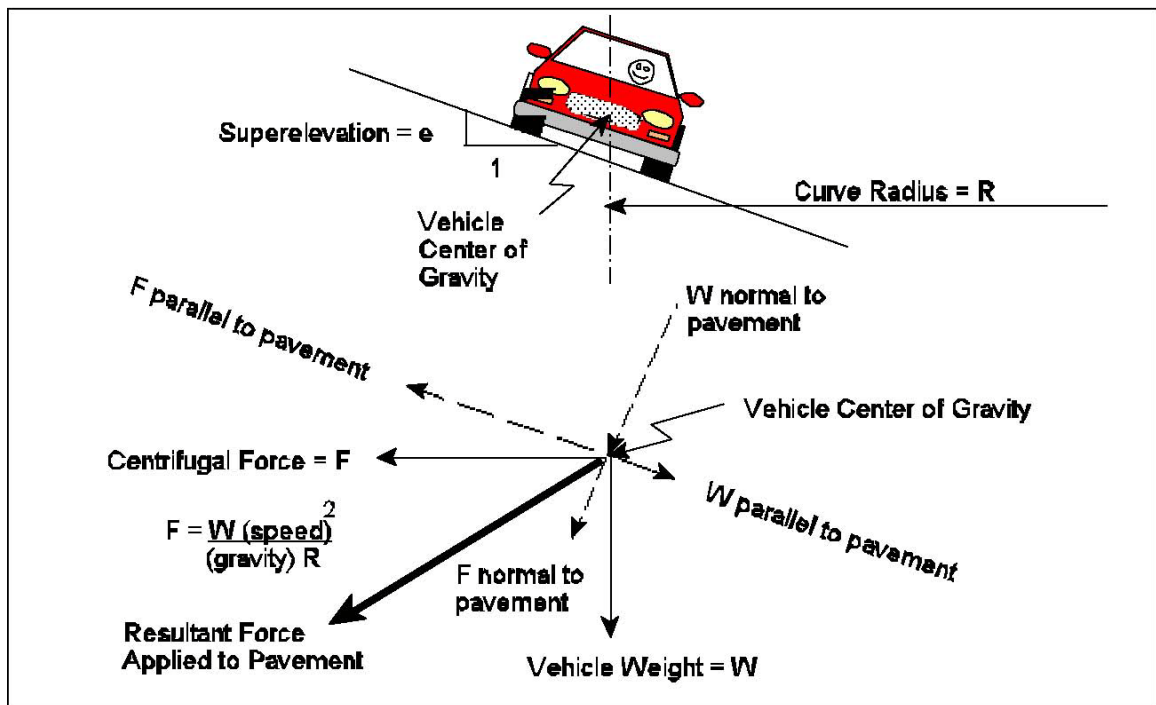 Superelevation = e
1
Curve Radius = R
Vehicle
Center of
Gravity
F parallel to pavement
W normal to
pavement
Vehicle Center of Gravity
Centrifugal Force = F
W parallel to pavement
F = W (speed)2
(gravity) R
F normal to
pavement
Resultant Force
Applied to Pavement
Vehicle Weight = W